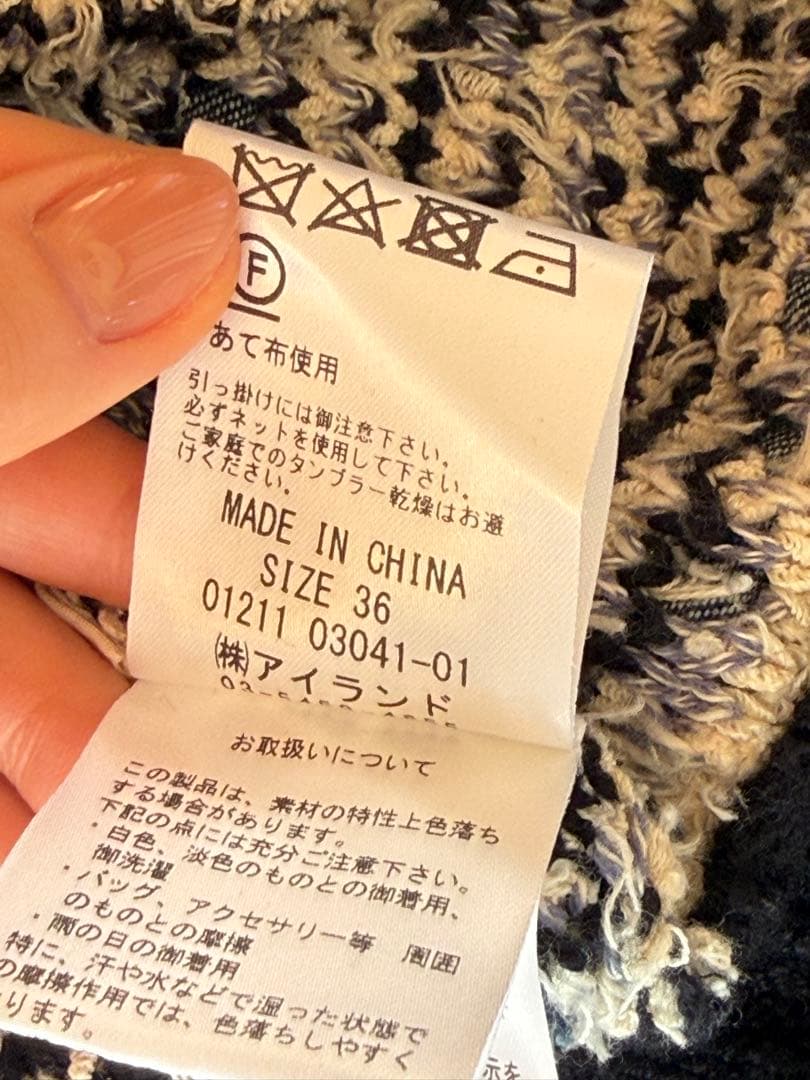 F
あて布使用
引っ掛けには御注意下さい。
必ずネットを使用して下さい。
ご家庭でのタンブラー乾燥はお避
けください。
MADE IN CHINA
SIZE 36
01211 03041-01
㈱アイランド
お取扱いについて
この製品は、素材の特性上色落ち
する場合があります。
下記の点には充分ご注意下さい。
・白色、淡色のものとの御着用、
御洗濯
・バッグ、アクセサリー等 周囲
のものとの摩擦
・雨の日の御着用
特に、汗や水などで湿った状態で
の摩擦作用では、色落ちしやすく
ります。
示を